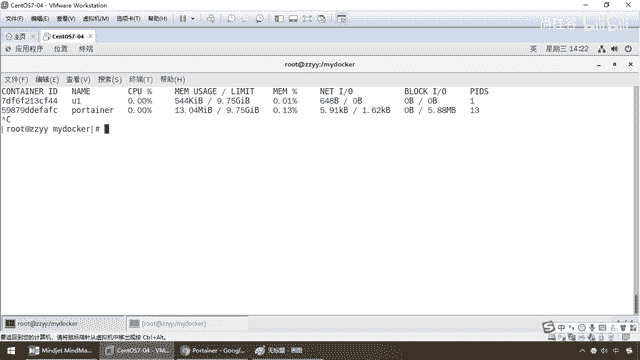 CentOS7-04 - VMware Workstation
文件(F) 编辑(E) 查看(V) 虚拟机(M) 选项卡(T) 帮助(H)
尚硅谷 bilibili
主页 CentOS7-04
应用程序 位置 终端 英 星期三 14:22
root@zzyy:/mydocker
文件(F) 编辑(E) 查看(V) 搜索(S) 终端(T) 帮助(H)
CONTAINER ID NAME CPU % MEM USAGE / LIMIT MEM % NET I/O BLOCK I/O PIDS
7df6f213cf44 u1 0.00% 544KiB / 9.75GiB 0.01% 648B / 0B 0B / 0B 1
59879ddefafc portainer 0.00% 13.04MiB / 9.75GiB 0.13% 5.91kB / 1.62kB 0B / 5.88MB 13
^C
[root@zzyy mydocker]#
root@zzyy:/mydocker [root@zzyy:/mydocker]
要返回到您的计算机，请将鼠标指针从虚拟机中移出或按 Ctrl+Alt。
Mindjet MindMa... CentOS7-04 - VM... Portainer - Googl... 无标题 - 画图 14:22